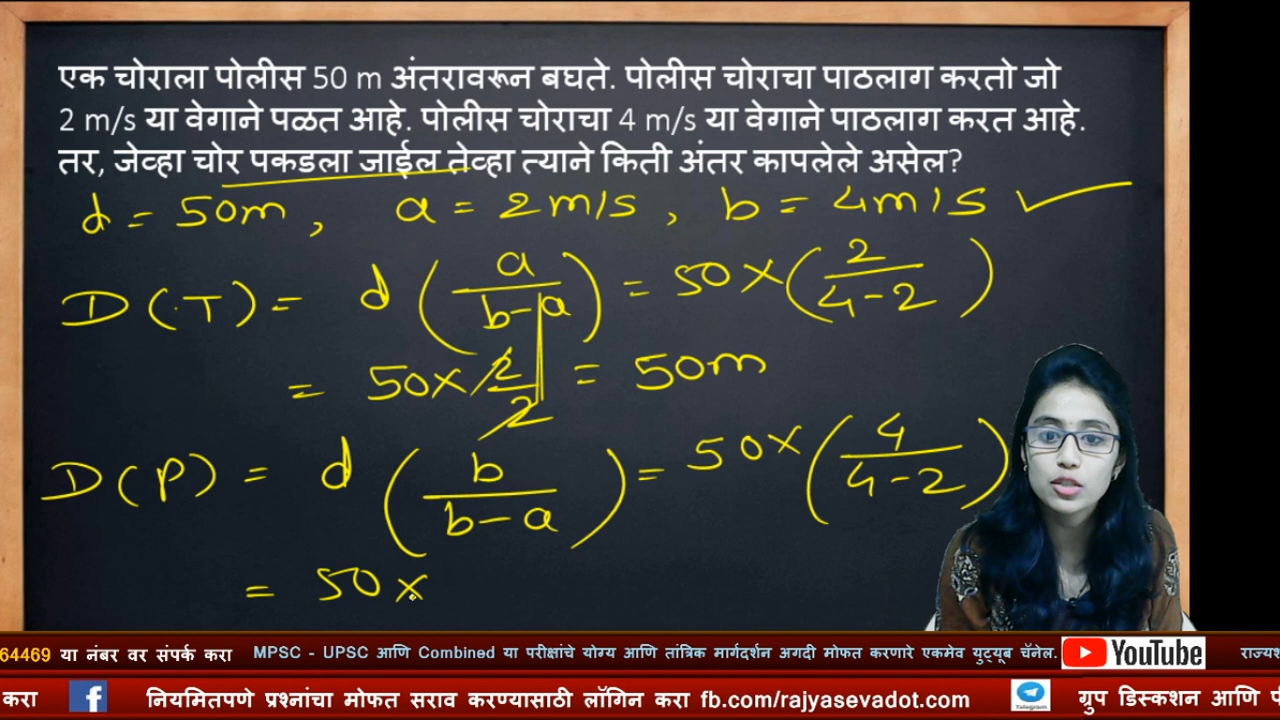 एक चोराला पोलीस 50 m अंतरावरून बघते. पोलीस चोराचा पाठलाग करतो जो
2 m/s या वेगाने पळत आहे. पोलीस चोराचा 4 m/s या वेगाने पाठलाग करत आहे.
तर, जेव्हा चोर पकडला जाईल तेव्हा त्याने किती अंतर कापलेले असेल?
d = 50m, a = 2m/s, b = 4m/s ✓
D(T) = d (a/b-a) = 50 × (2/4-2)
= 50 × 2/2 = 50m
D(P) = d (b/b-a) = 50 × (4/4-2)
= 50 ×
64469 या नंबर वर संपर्क करा MPSC - UPSC आणि Combined या परीक्षांचे योग्य आणि तांत्रिक मार्गदर्शन अगदी मोफत करणारे एकमेव युट्यूब चॅनेल. YouTube राज्यश
करा f नियमितपणे प्रश्नांचा मोफत सराव करण्यासाठी लॉगिन करा fb.com/rajyasevadot.com Telegram ग्रुप डिस्कशन आणि